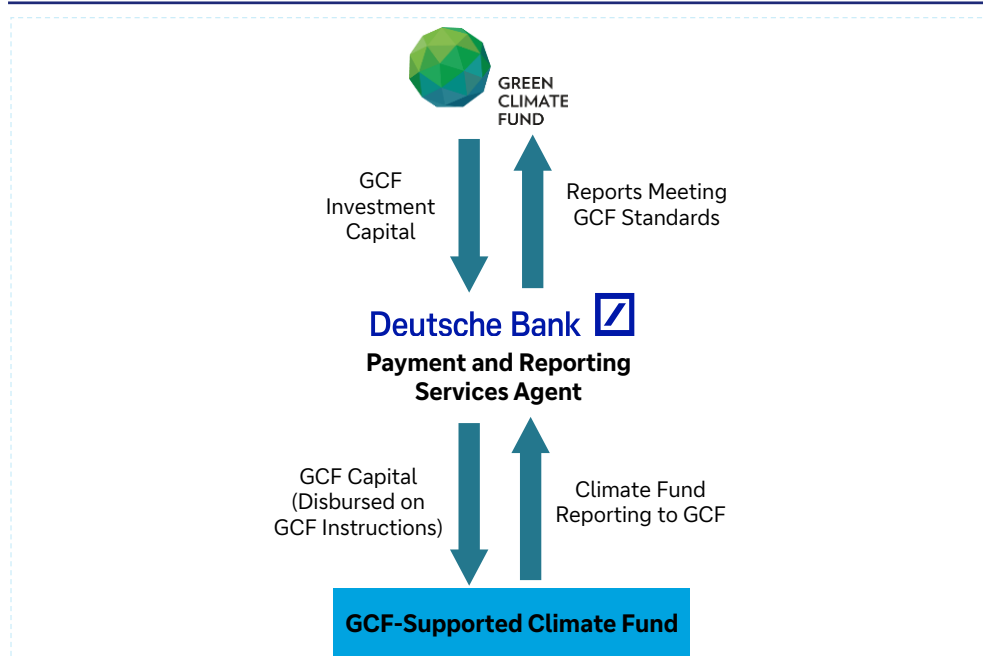 GREEN
CLIMATE
FUND
GCF
Investment
Capital
Reports Meeting
GCF Standards
Deutsche Bank
Payment and Reporting
Services Agent
GCF Capital
(Disbursed on
GCF Instructions)
Climate Fund
Reporting to GCF
GCF-Supported Climate Fund